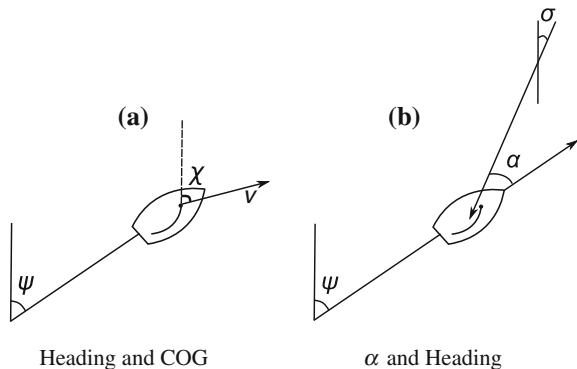 σ
(a)
(b)
χ
v
α
ψ
ψ
Heading and COG
α and Heading